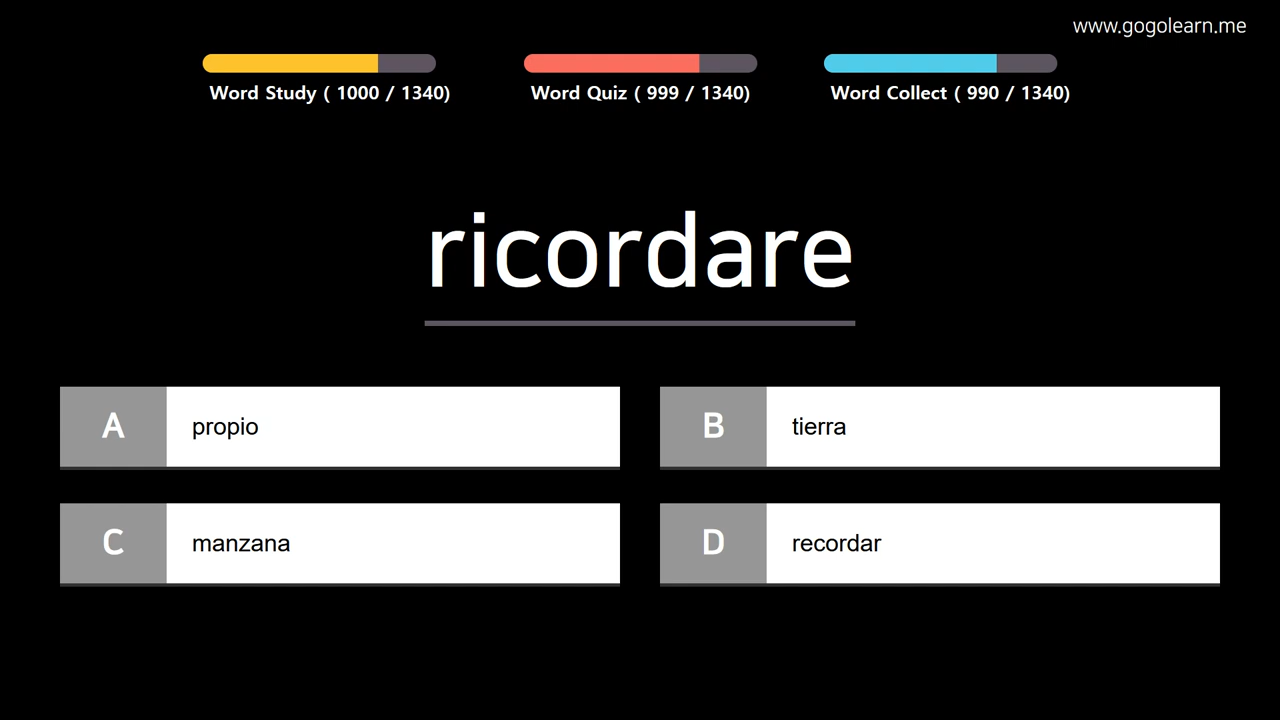 www.gogolearn.me
Word Study ( 1000 / 1340)
Word Quiz ( 999 / 1340)
Word Collect ( 990 / 1340)
ricordare
A propio
B tierra
C manzana
D recordar